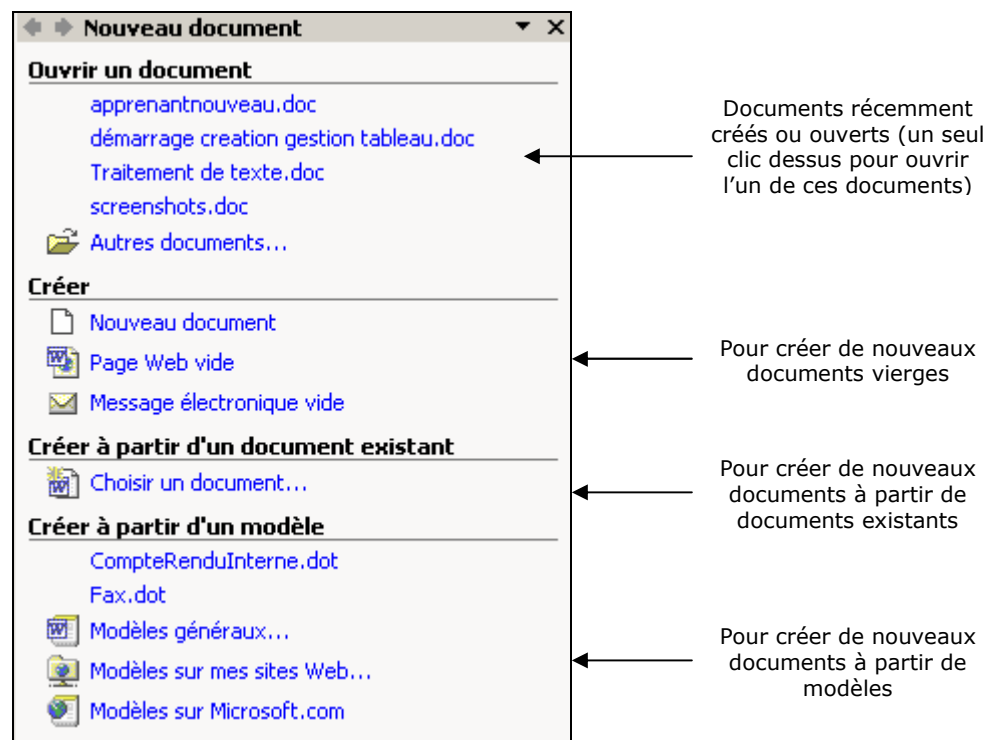 Nouveau document
Ouvrir un document
apprenantnouveau.doc
démarrage creation gestion tableau.doc
Traitement de texte.doc
screenshots.doc
Autres documents...
Documents récemment
créés ou ouverts (un seul
clic dessus pour ouvrir
l'un de ces documents)
Créer
Nouveau document
Page Web vide
Message électronique vide
Pour créer de nouveaux
documents vierges
Créer à partir d'un document existant
Choisir un document...
Pour créer de nouveaux
documents à partir de
documents existants
Créer à partir d'un modèle
CompteRenduInterne.dot
Fax.dot
Modèles généraux...
Modèles sur mes sites Web...
Modèles sur Microsoft.com
Pour créer de nouveaux
documents à partir de
modèles